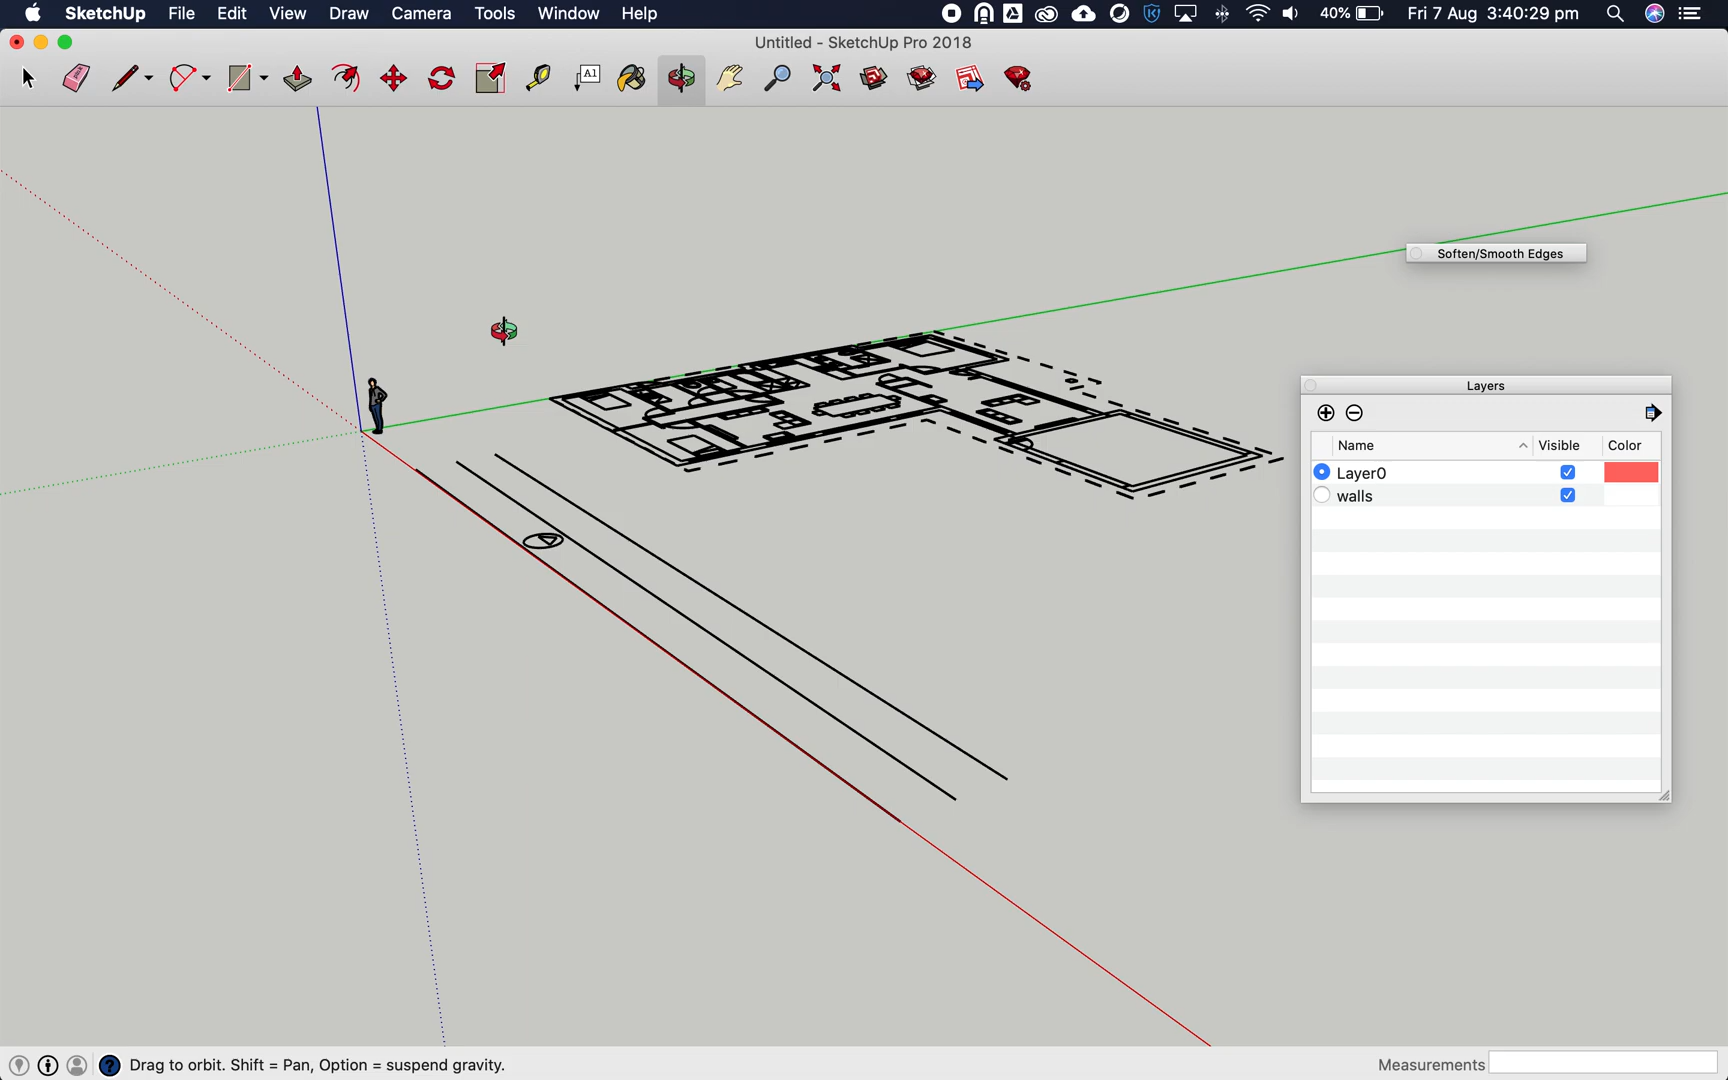 SketchUp File Edit View Draw Camera Tools Window Help 40% Fri 7 Aug 3:40:29 pm
Untitled - SketchUp Pro 2018
A1
Soften/Smooth Edges
Layers
Name Visible Color
Layer0
walls
Drag to orbit. Shift = Pan, Option = suspend gravity.
Measurements